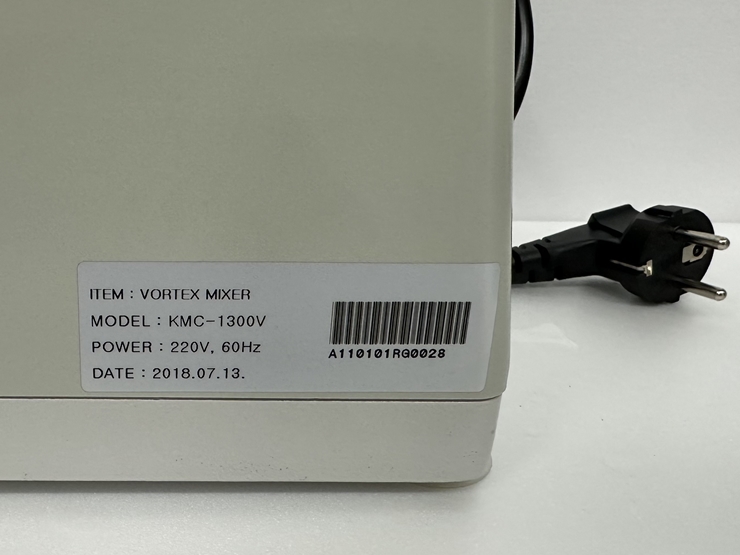 ITEM : VORTEX MIXER
MODEL : KMC-1300V
POWER : 220V, 60Hz
DATE : 2018.07.13.
A110101RG0028